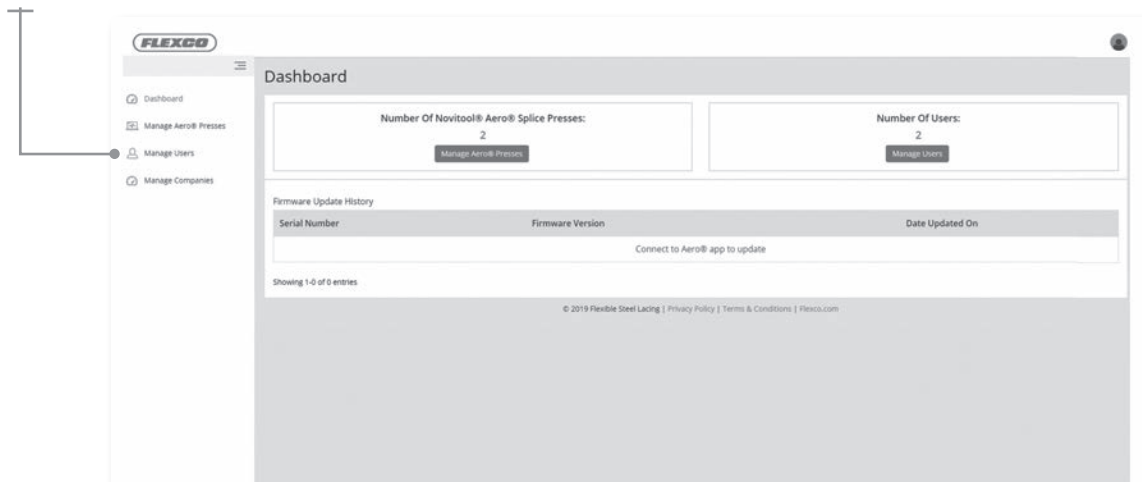 FLEXCO
Dashboard
Dashboard
Manage Aero® Presses
Manage Users
Manage Companies
Number Of Novitool® Aero® Splice Presses:
2
Manage Aero® Presses
Number Of Users:
2
Manage Users
Firmware Update History
Serial Number Firmware Version Date Updated On
Connect to Aero® app to update
Showing 1-0 of 0 entries
© 2019 Flexible Steel Lacing | Privacy Policy | Terms & Conditions | Flexco.com